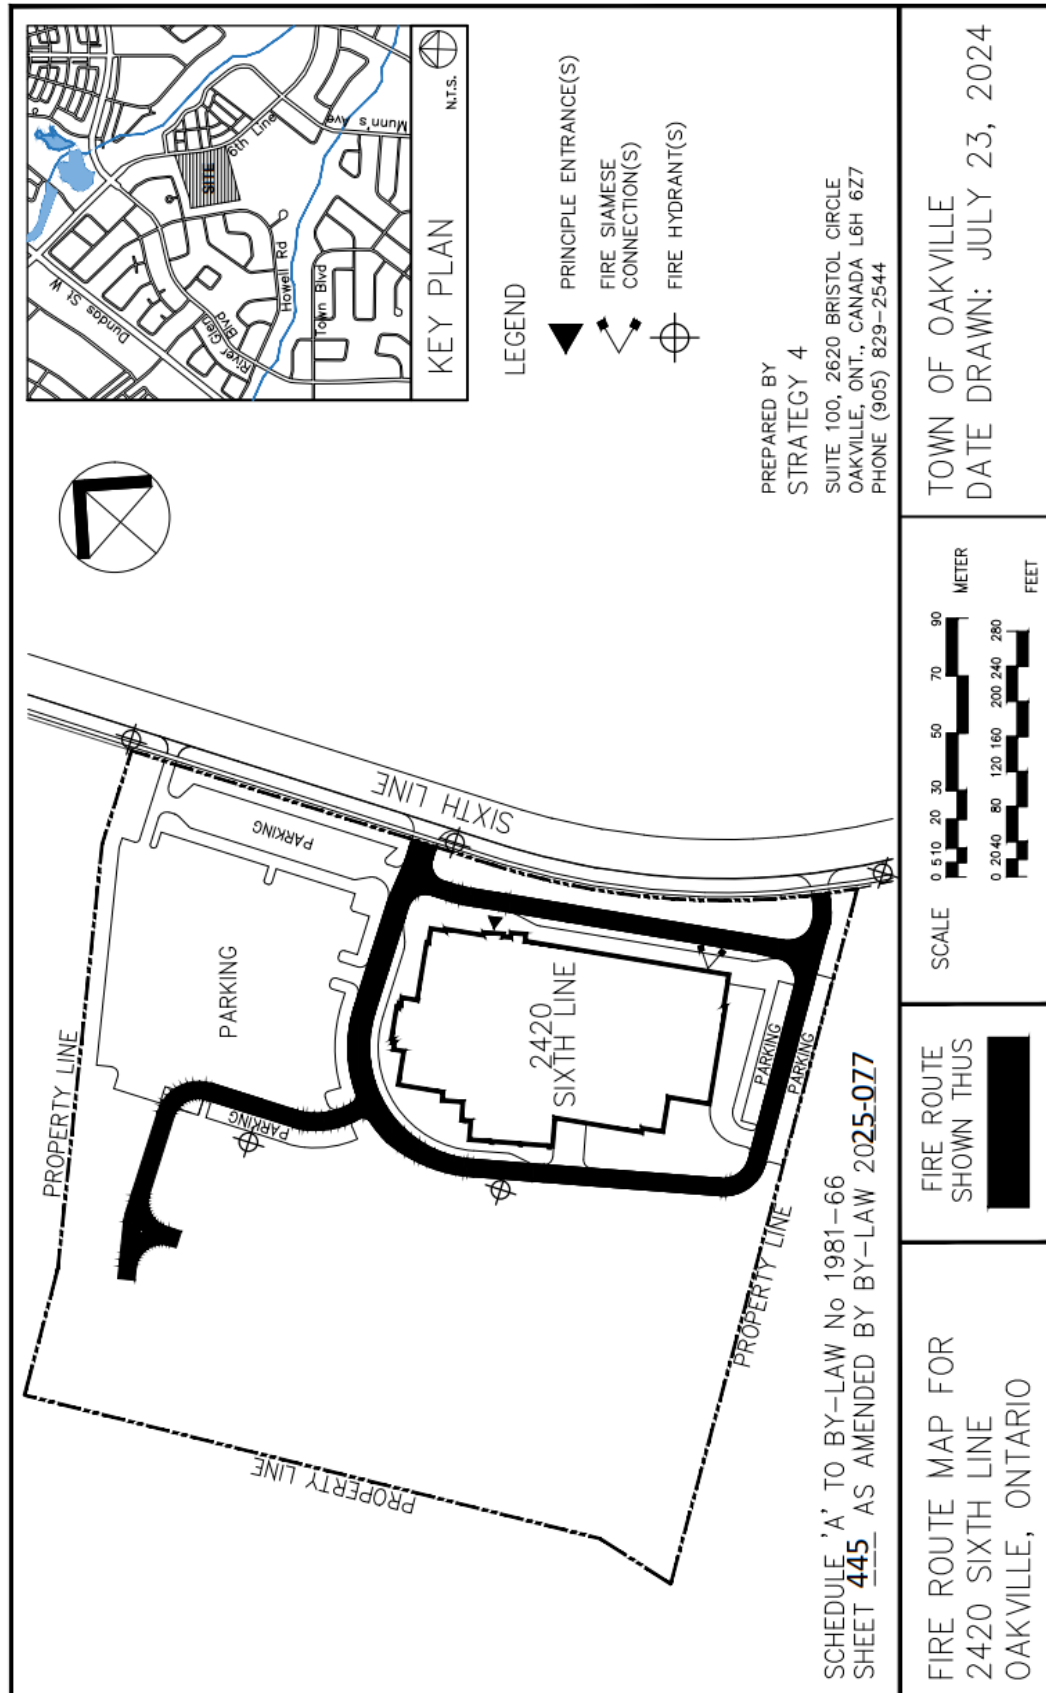 Dundas St W
River Glen
Blvd
Howell Rd
Town Blvd
6th Line
Munn's Ave
SITE
KEY PLAN
N.T.S.
LEGEND
PRINCIPLE ENTRANCE(S)
FIRE SIAMESE
CONNECTION(S)
FIRE HYDRANT(S)
PREPARED BY
STRATEGY 4
SUITE 100, 2620 BRISTOL CIRCLE
OAKVILLE, ONT., CANADA L6H 6Z7
PHONE (905) 829-2544
PROPERTY LINE
PARKING
PARKING
PARKING
SIXTH LINE
2420
SIXTH LINE
PARKING
PARKING
PROPERTY LINE
PROPERTY LINE
SCHEDULE 'A' TO BY-LAW No 1981-66
SHEET 445 AS AMENDED BY BY-LAW 2025-077
FIRE ROUTE MAP FOR
2420 SIXTH LINE
OAKVILLE, ONTARIO
FIRE ROUTE
SHOWN THUS
SCALE
0 5 10 20 30 50 70 90
METER
0 20 40 80 120 160 200 240 280
FEET
TOWN OF OAKVILLE
DATE DRAWN: JULY 23, 2024